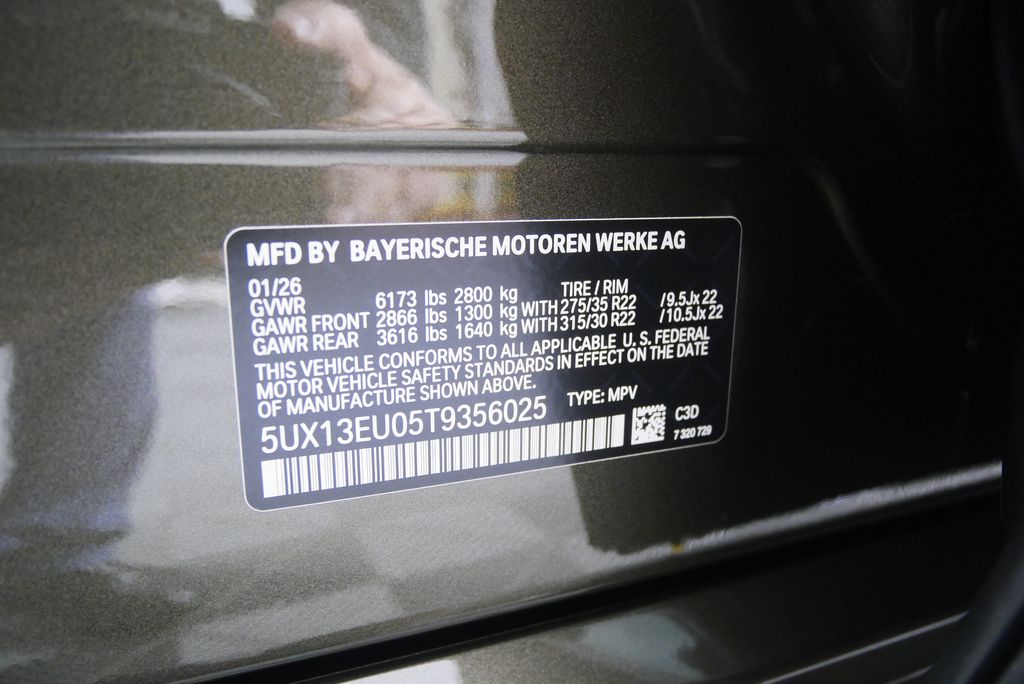 MFD BY BAYERISCHE MOTOREN WERKE AG
01/26 TIRE / RIM
GVWR 6173 lbs 2800 kg
GAWR FRONT 2866 lbs 1300 kg WITH 275/35 R22 /9.5Jx22
GAWR REAR 3616 lbs 1640 kg WITH 315/30 R22 /10.5Jx22
THIS VEHICLE CONFORMS TO ALL APPLICABLE U. S. FEDERAL
MOTOR VEHICLE SAFETY STANDARDS IN EFFECT ON THE DATE
OF MANUFACTURE SHOWN ABOVE.
TYPE: MPV
5UX13EU05T9356025
C3D
7 320 729